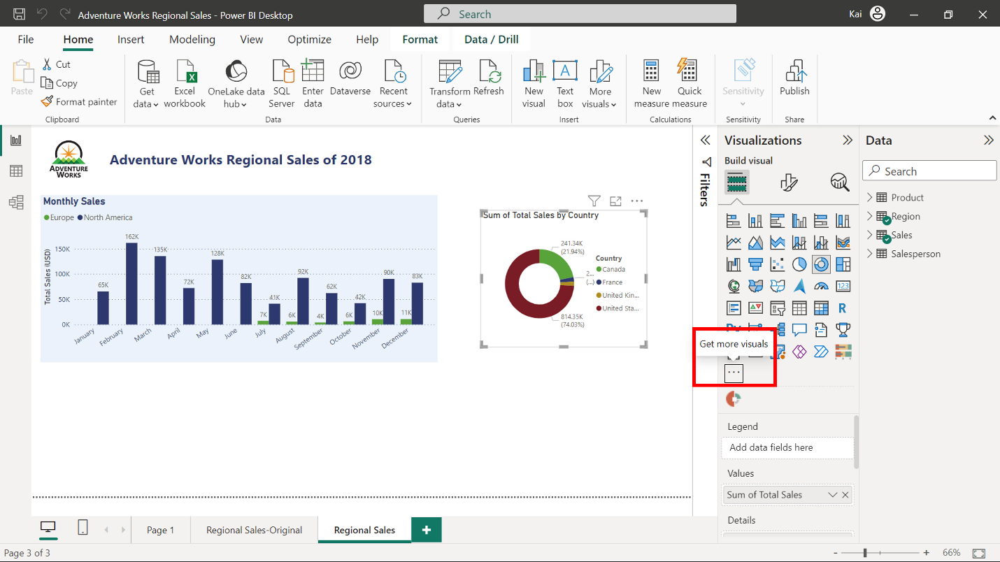 Adventure Works Regional Sales - Power BI Desktop
Search
Kai
File Home Insert Modeling View Optimize Help Format Data / Drill
Paste
Cut
Copy
Format painter
Clipboard
Get data
Excel workbook
OneLake data hub
SQL Server
Enter data
Dataverse
Recent sources
Data
Transform data
Refresh
Queries
New visual
Text box
More visuals
Insert
New measure
Quick measure
Calculations
Sensitivity
Sensitivity
Publish
Share
ADVENTURE
WORKS
Adventure Works Regional Sales of 2018
Monthly Sales
Europe North America
Total Sales (USD)
150K
100K
50K
0K
65K
162K
135K
72K
128K
82K
7K
41K
6K
92K
4K
62K
6K
42K
10K
90K
11K
83K
January
February
March
April
May
June
July
August
September
October
November
December
Sum of Total Sales by Country
241.34K
(21.94%)
2...
(...)
814.35K
(74.03%)
Country
Canada
France
United Kin...
United Sta...
Filters
Visualizations
Build visual
123
R
Get more visuals
...
Legend
Add data fields here
Values
Sum of Total Sales
Details
Data
Search
Product
Region
Sales
Salesperson
Page 1
Regional Sales-Original
Regional Sales
+
Page 3 of 3
- + 66%